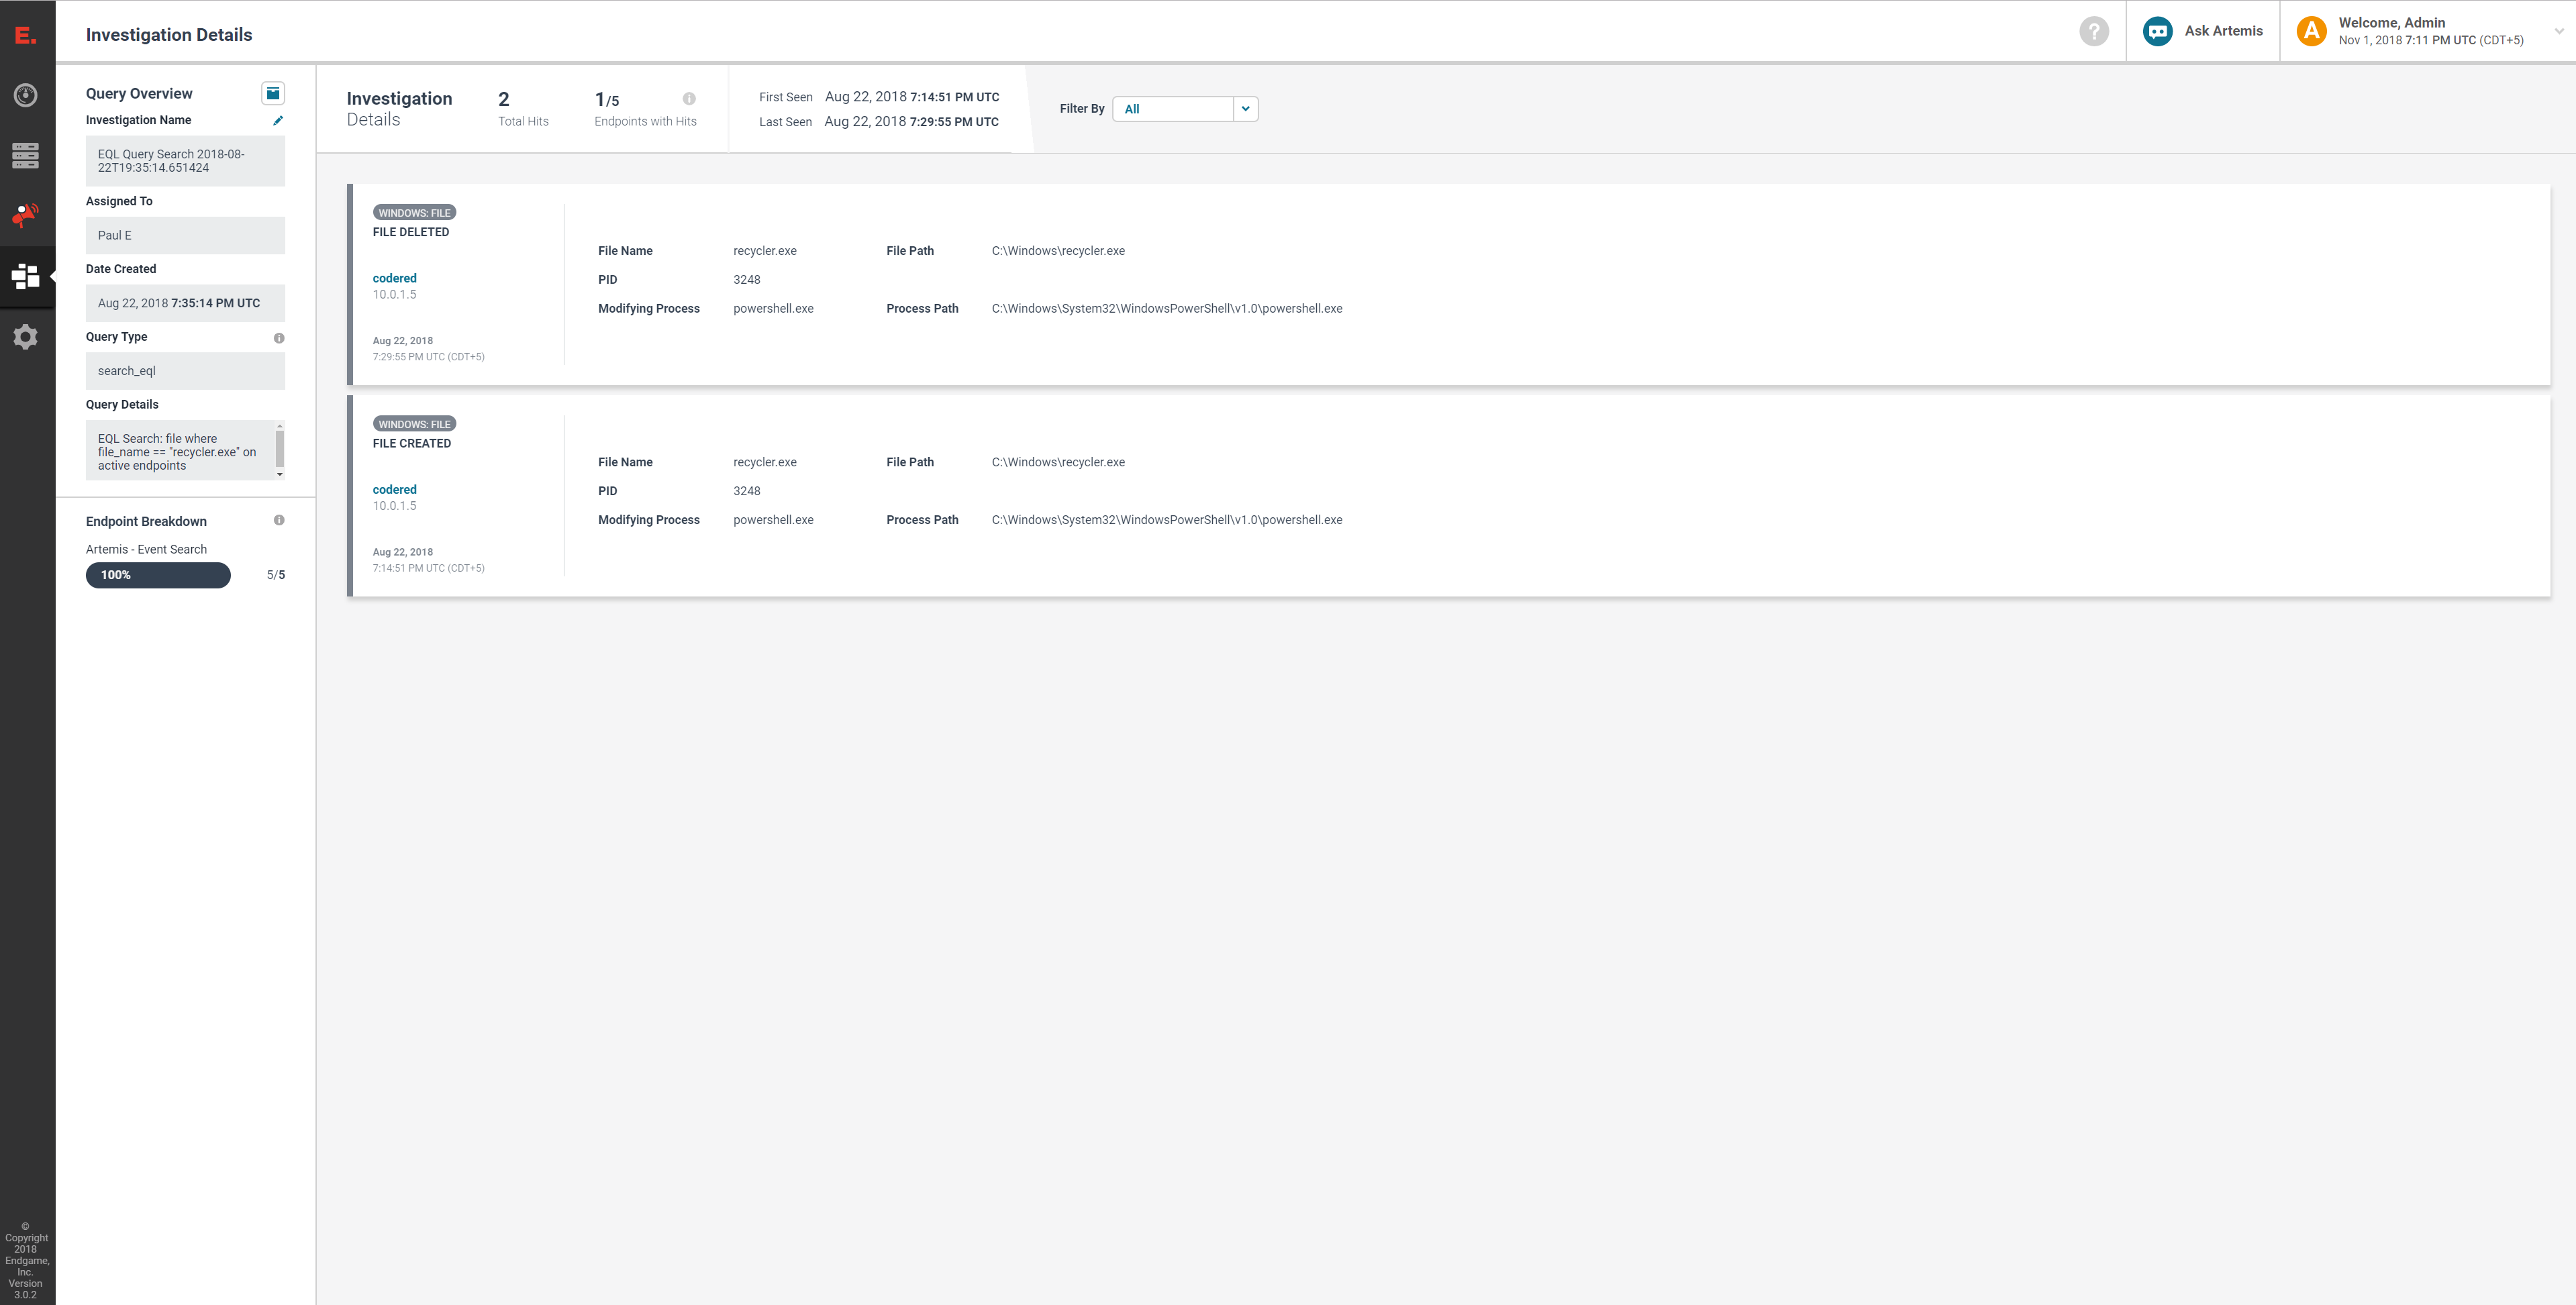 E.
Investigation Details
?
Ask Artemis
A
Welcome, Admin
Nov 1, 2018 7:11 PM UTC (CDT+5)
Query Overview
Investigation Name
EQL Query Search 2018-08-
22T19:35:14.651424
Assigned To
Paul E
Date Created
Aug 22, 2018 7:35:14 PM UTC
Query Type
search_eql
Query Details
EQL Search: file where
file_name == "recycler.exe" on
active endpoints
Endpoint Breakdown
Artemis - Event Search
100%
5/5
Investigation
Details
2
Total Hits
1/5
Endpoints with Hits
First Seen Aug 22, 2018 7:14:51 PM UTC
Last Seen Aug 22, 2018 7:29:55 PM UTC
Filter By All
WINDOWS: FILE
FILE DELETED
codered
10.0.1.5
Aug 22, 2018
7:29:55 PM UTC (CDT+5)
File Name recycler.exe File Path C:\Windows\recycler.exe
PID 3248
Modifying Process powershell.exe Process Path C:\Windows\System32\WindowsPowerShell\v1.0\powershell.exe
WINDOWS: FILE
FILE CREATED
codered
10.0.1.5
Aug 22, 2018
7:14:51 PM UTC (CDT+5)
File Name recycler.exe File Path C:\Windows\recycler.exe
PID 3248
Modifying Process powershell.exe Process Path C:\Windows\System32\WindowsPowerShell\v1.0\powershell.exe
©
Copyright
2018
Endgame,
Inc.
Version
3.0.2